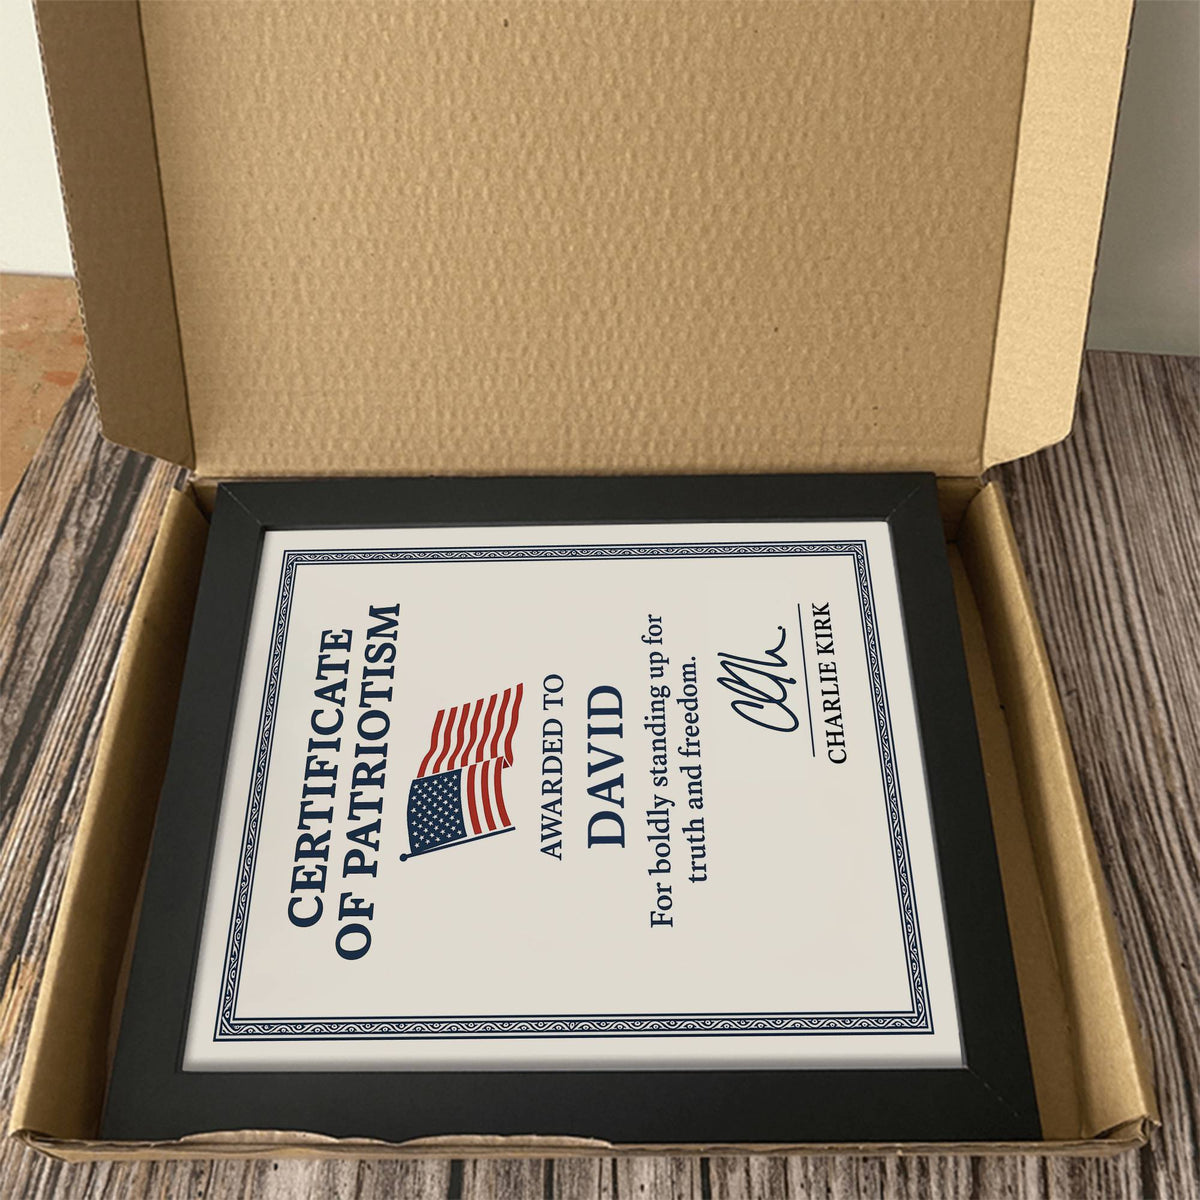 CERTIFICATE
OF PATRIOTISM
AWARDED TO
DAVID
For boldly standing up for
truth and freedom.
CHARLIE KIRK